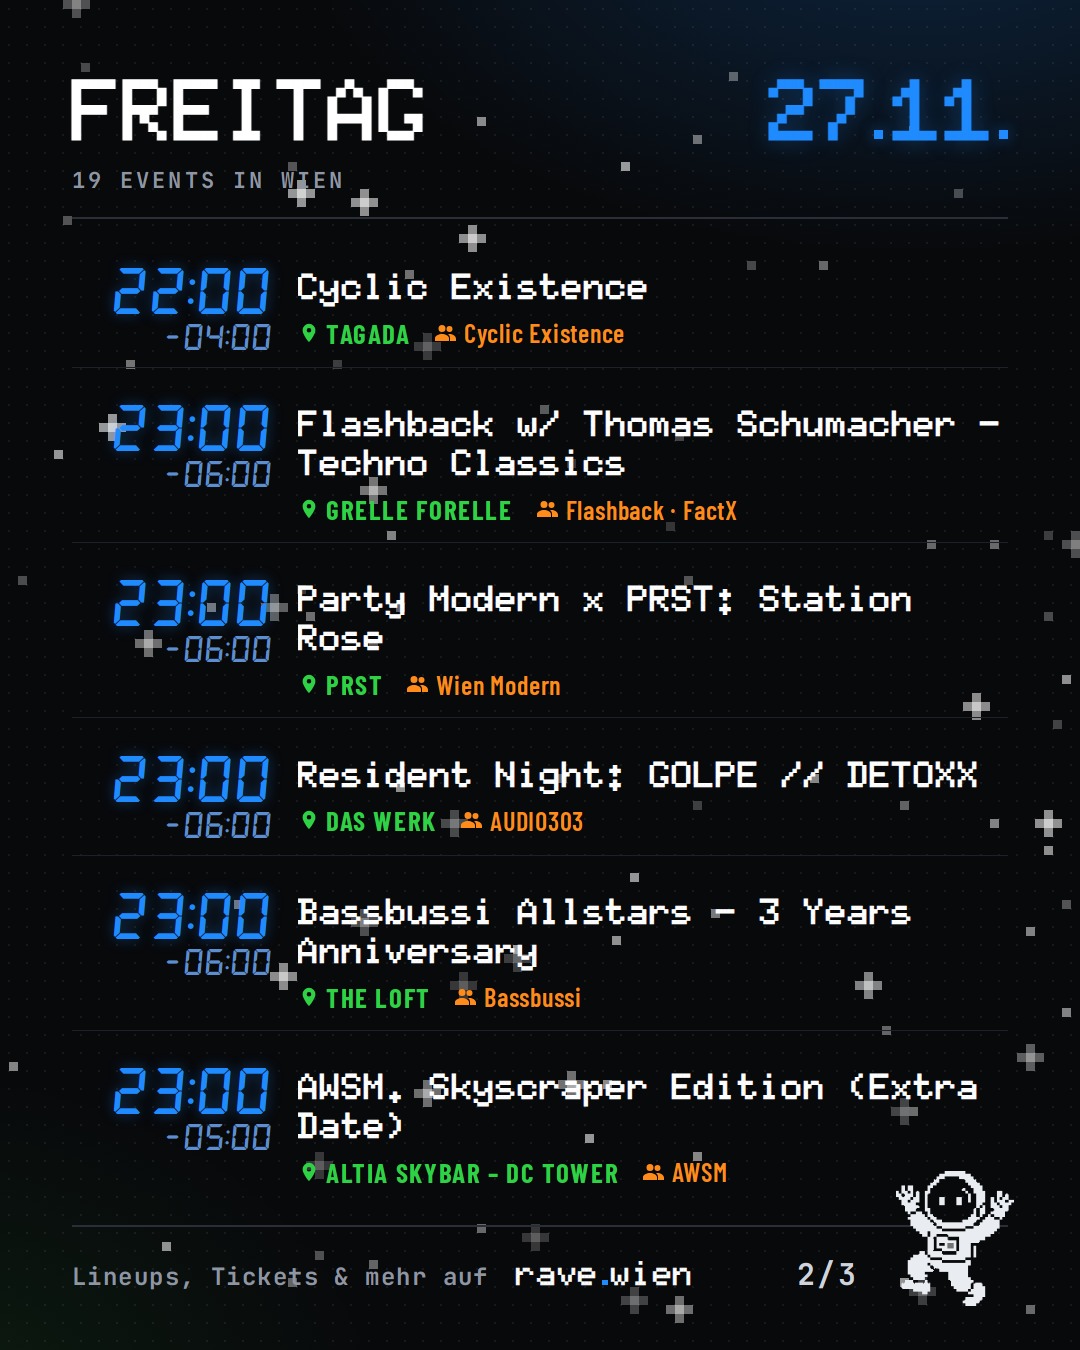 FREITAG 27.11.
19 EVENTS IN WIEN
22:00 Cyclic Existence
-04:00 TAGADA Cyclic Existence
23:00 Flashback w/ Thomas Schumacher -
-06:00 Techno Classics
GRELLE FORELLE Flashback · FactX
23:00 Party Modern x PRST: Station
-06:00 Rose
PRST Wien Modern
23:00 Resident Night: GOLPE // DETOXX
-06:00 DAS WERK AUDIO303
23:00 Bassbussi Allstars - 3 Years
-06:00 Anniversary
THE LOFT Bassbussi
23:00 AWSM. Skyscraper Edition (Extra
-05:00 Date)
ALTIA SKYBAR - DC TOWER AWSM
Lineups, Tickets & mehr auf rave.wien 2/3